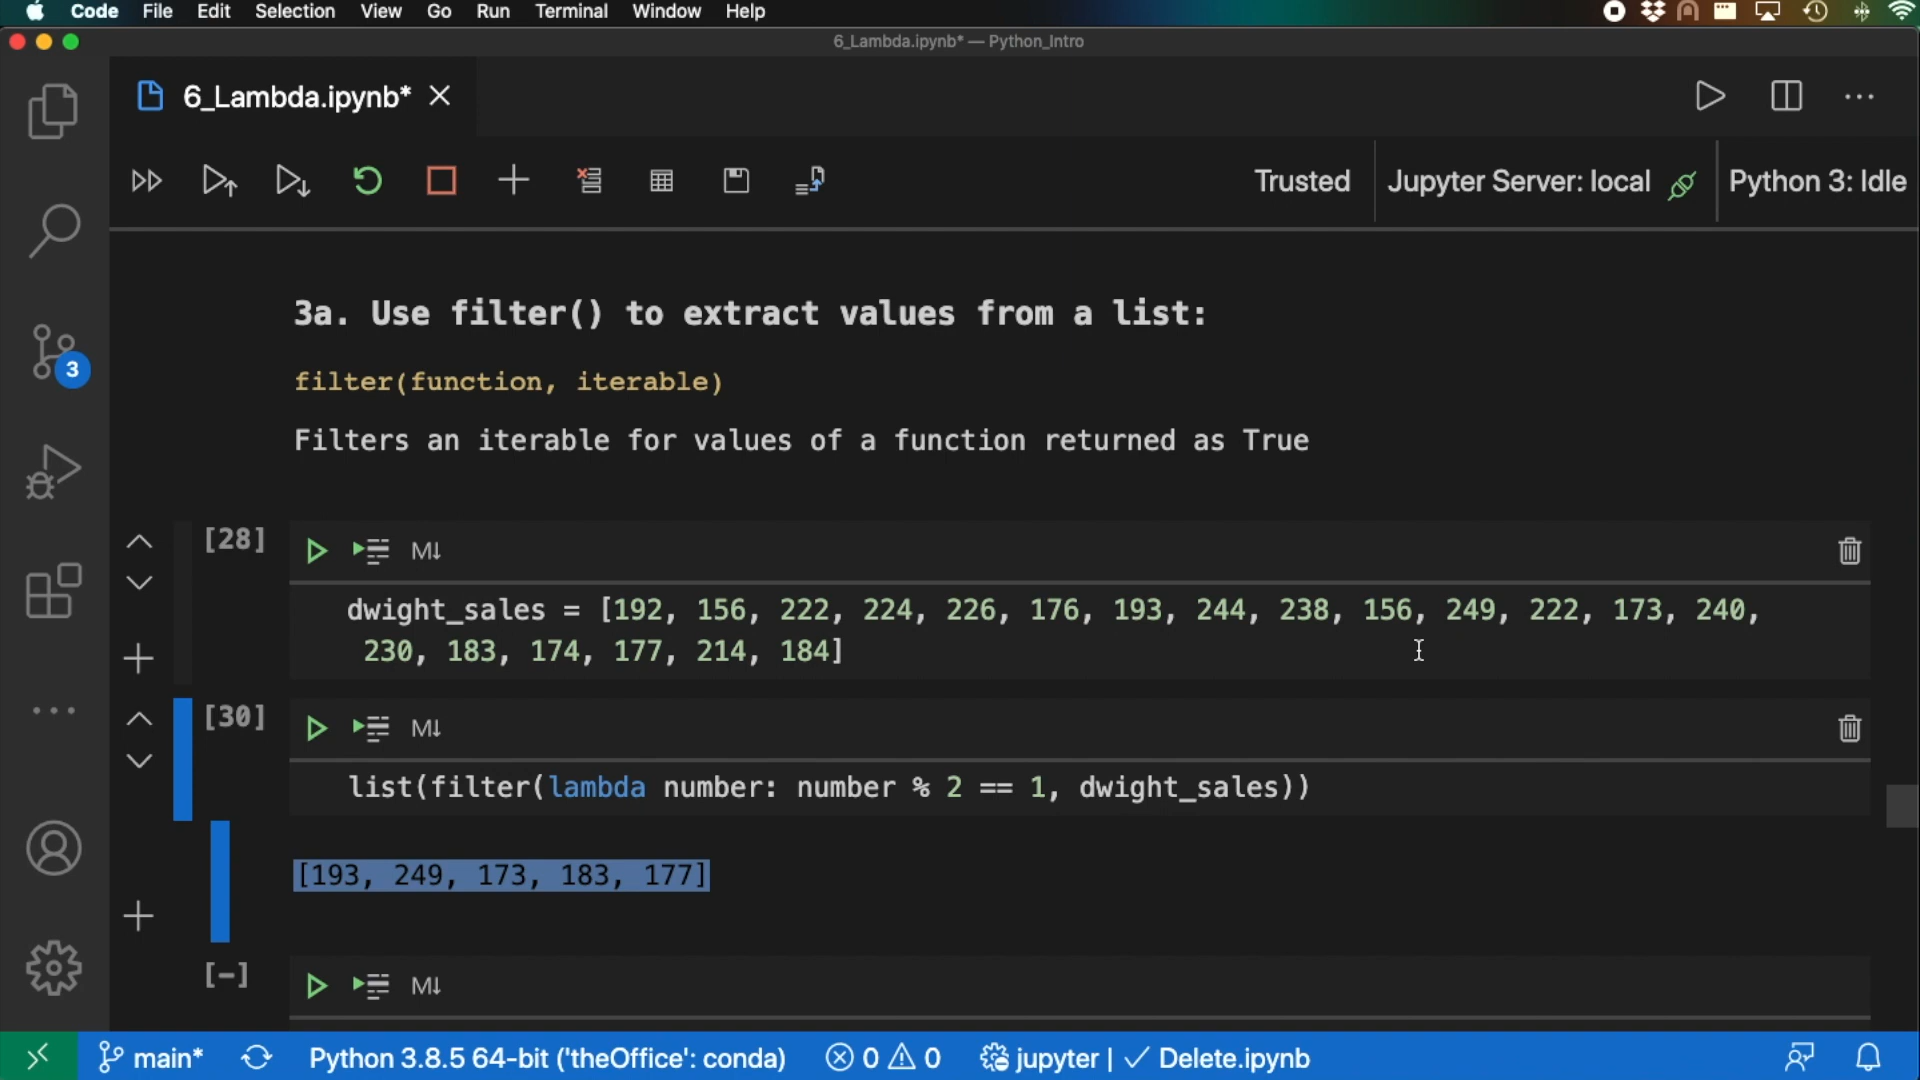 Code File Edit Selection View Go Run Terminal Window Help
6_Lambda.ipynb* — Python_Intro
6_Lambda.ipynb*
Trusted Jupyter Server: local Python 3: Idle
3a. Use filter() to extract values from a list:
filter(function, iterable)
Filters an iterable for values of a function returned as True
3
[28] M↓
dwight_sales = [192, 156, 222, 224, 226, 176, 193, 244, 238, 156, 249, 222, 173, 240,
230, 183, 174, 177, 214, 184]
[30] M↓
list(filter(lambda number: number % 2 == 1, dwight_sales))
[193, 249, 173, 183, 177]
[-] M↓
main* Python 3.8.5 64-bit ('theOffice': conda) 0 0 jupyter | ✓ Delete.ipynb